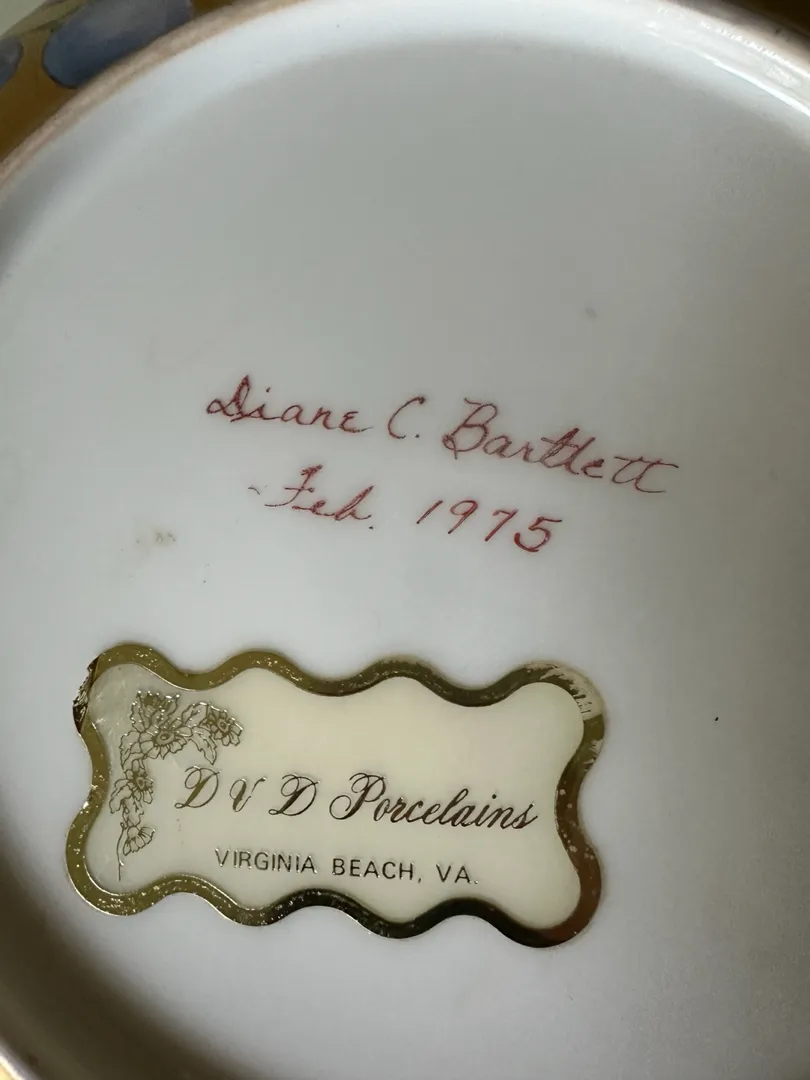 Diane C. Bartlett
Feb. 1975
D V D Porcelains
VIRGINIA BEACH, VA.